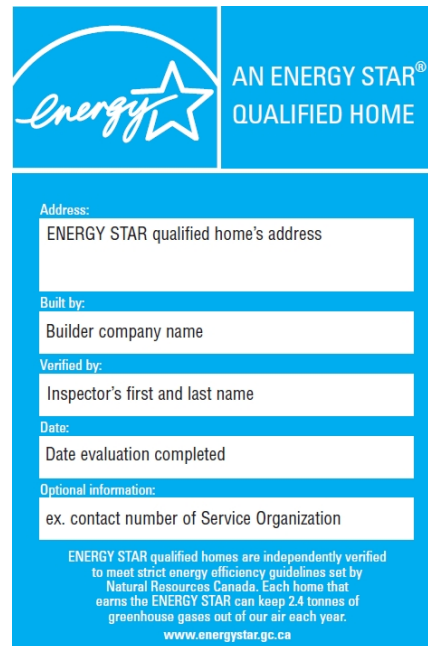 energy
AN ENERGY STAR®
QUALIFIED HOME
Address:
ENERGY STAR qualified home's address
Built by:
Builder company name
Verified by:
Inspector's first and last name
Date:
Date evaluation completed
Optional information:
ex. contact number of Service Organization
ENERGY STAR qualified homes are independently verified
to meet strict energy efficiency guidelines set by
Natural Resources Canada. Each home that
earns the ENERGY STAR can keep 2.4 tonnes of
greenhouse gases out of our air each year.
www.energystar.gc.ca